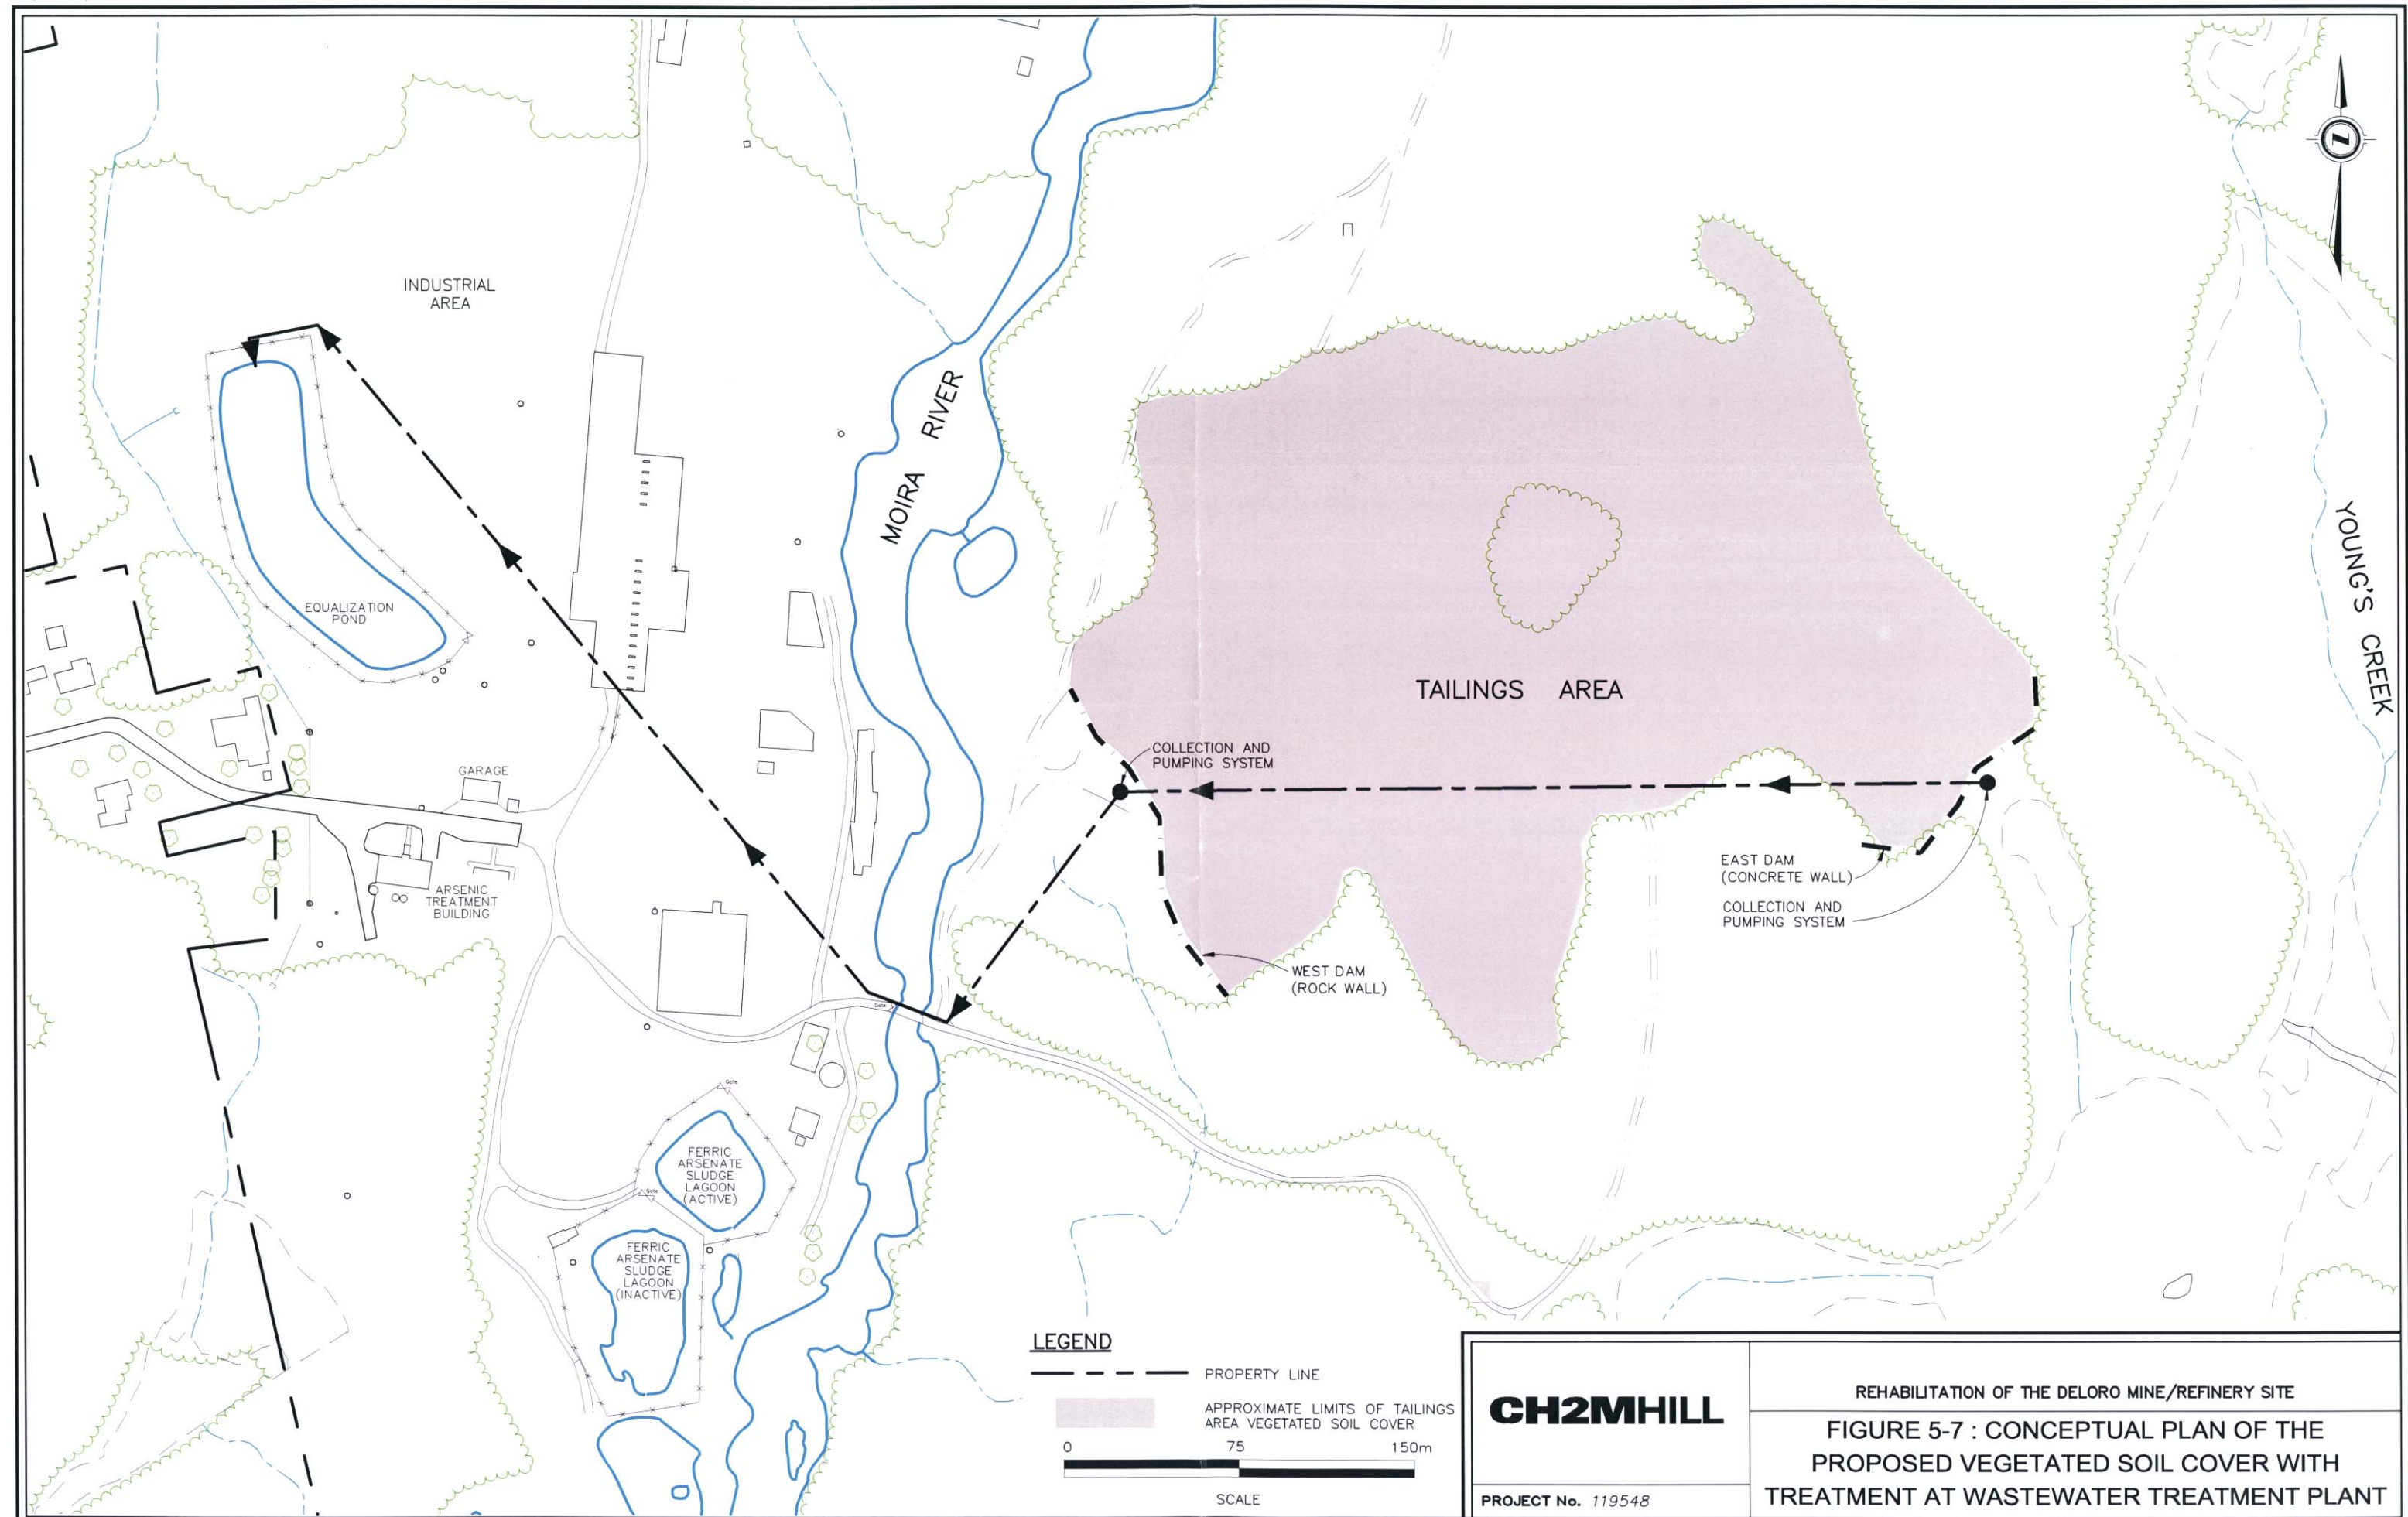 INDUSTRIAL
AREA
MOIRA RIVER
EQUALIZATION
POND
YOUNG'S CREEK
TAILINGS AREA
COLLECTION AND
PUMPING SYSTEM
GARAGE
EAST DAM
(CONCRETE WALL)
COLLECTION AND
PUMPING SYSTEM
ARSENIC
TREATMENT
BUILDING
WEST DAM
(ROCK WALL)
Gate
Gate
FERRIC
ARSENATE
SLUDGE
LAGOON
(ACTIVE)
Gate
FERRIC
ARSENATE
SLUDGE
LAGOON
(INACTIVE)
LEGEND
PROPERTY LINE
APPROXIMATE LIMITS OF TAILINGS
AREA VEGETATED SOIL COVER
0 75 150m
SCALE
CH2MHILL
PROJECT No. 119548
REHABILITATION OF THE DELORO MINE/REFINERY SITE
FIGURE 5-7 : CONCEPTUAL PLAN OF THE
PROPOSED VEGETATED SOIL COVER WITH
TREATMENT AT WASTEWATER TREATMENT PLANT
Z